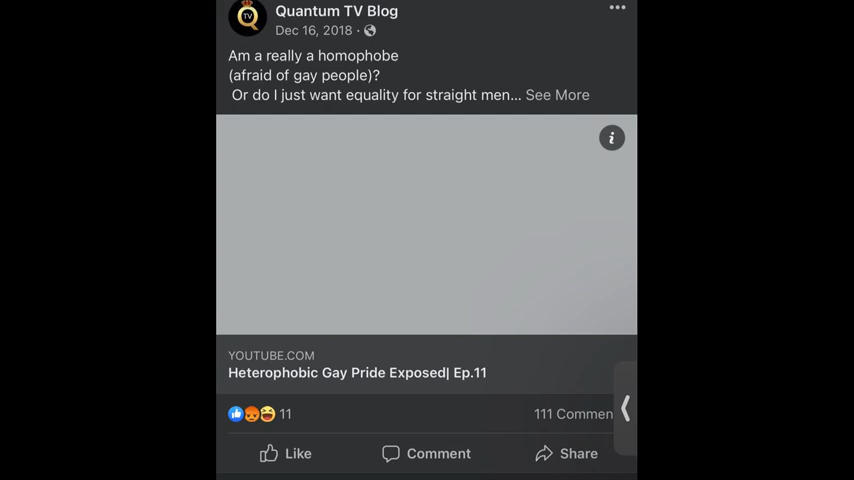 TV
Quantum TV Blog
Dec 16, 2018 ·
Am a really a homophobe
(afraid of gay people)?
Or do I just want equality for straight men... See More
YOUTUBE.COM
Heterophobic Gay Pride Exposed| Ep.11
11
111 Commen
Like
Comment
Share